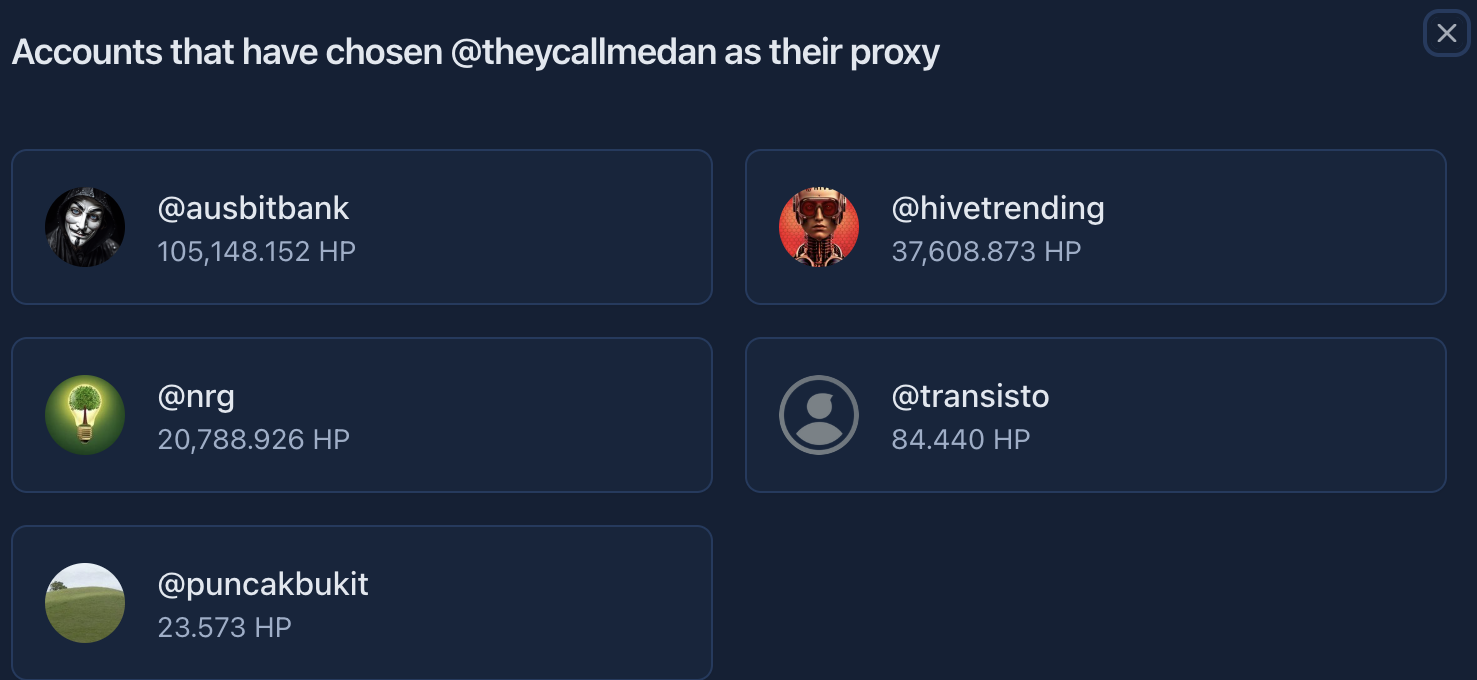 Accounts that have chosen @theycallmedan as their proxy
@ausbitbank
105,148.152 HP
@hivetrending
37,608.873 HP
@nrg
20,788.926 HP
@transisto
84.440 HP
@puncakbukit
23.573 HP